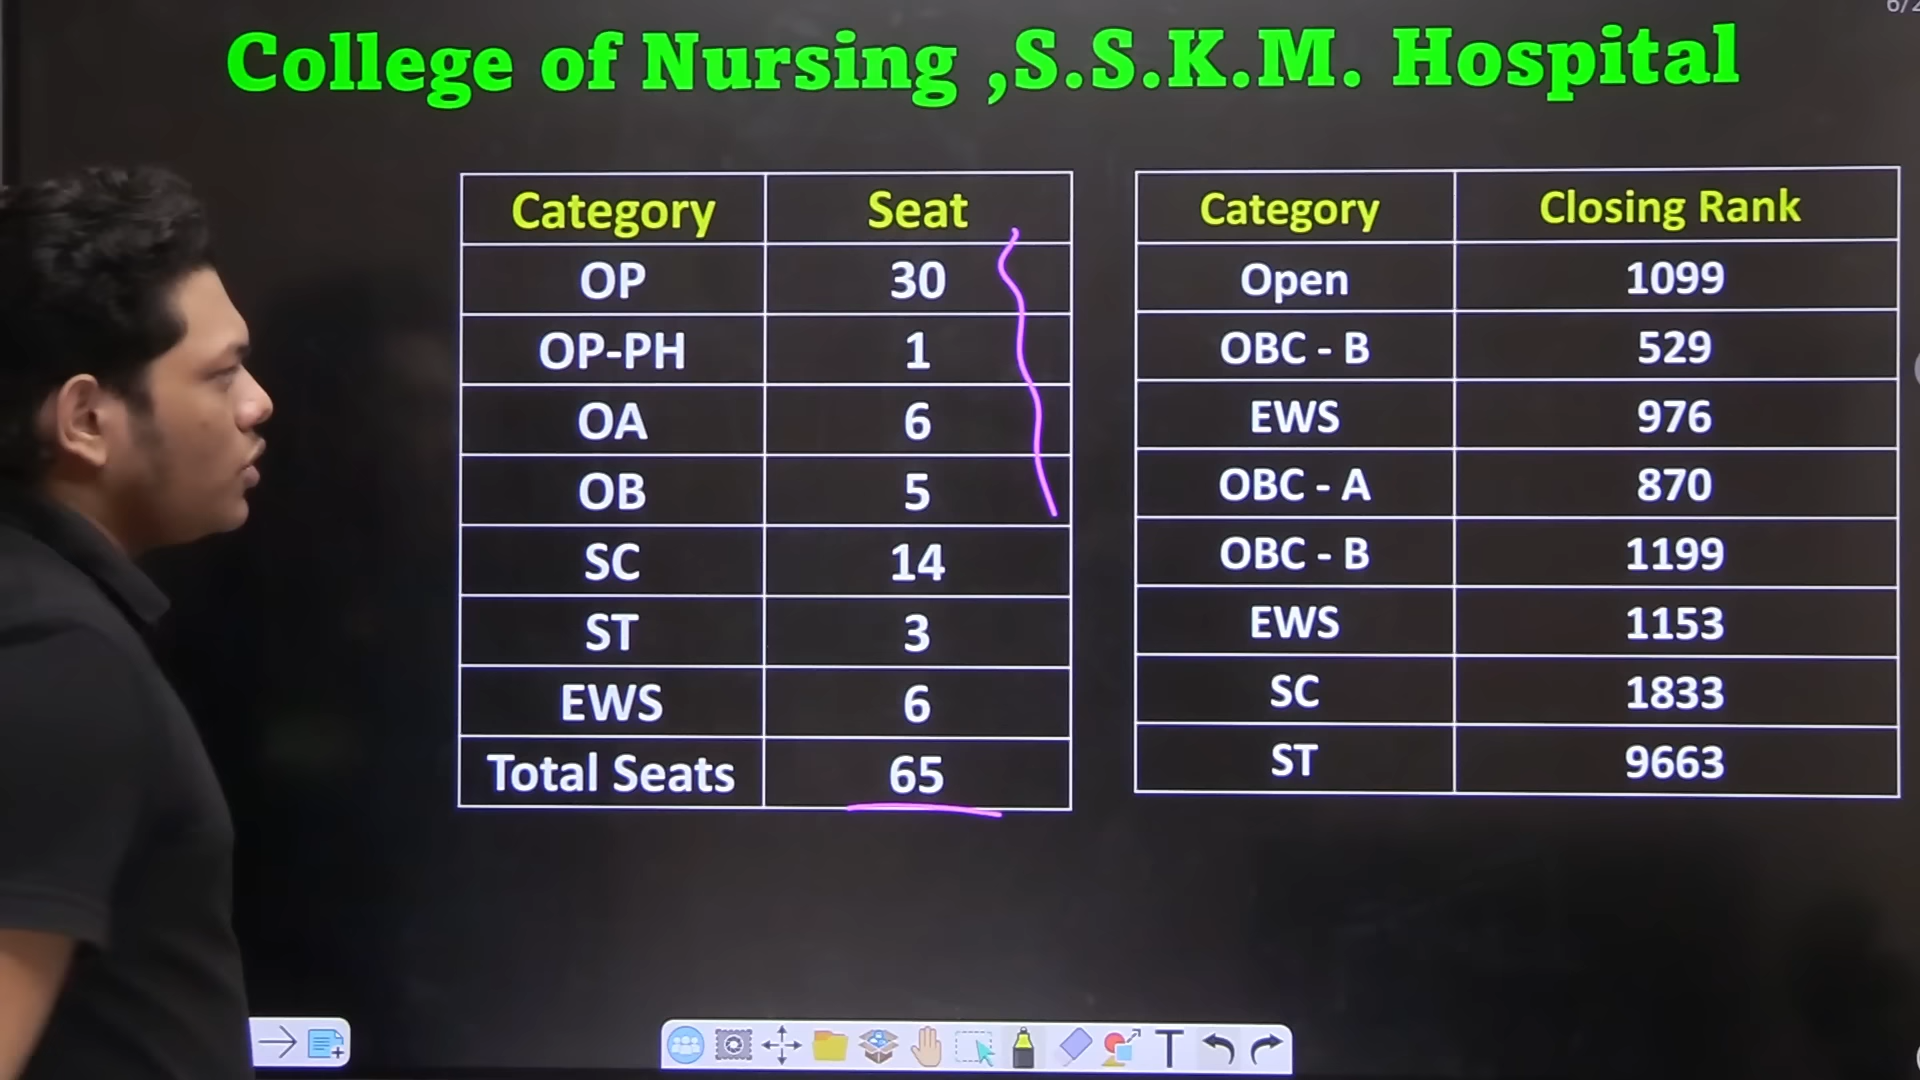 6/2
College of Nursing ,S.S.K.M. Hospital
Category Seat
OP 30
OP-PH 1
OA 6
OB 5
SC 14
ST 3
EWS 6
Total Seats 65
Category Closing Rank
Open 1099
OBC - B 529
EWS 976
OBC - A 870
OBC - B 1199
EWS 1153
SC 1833
ST 9663
T